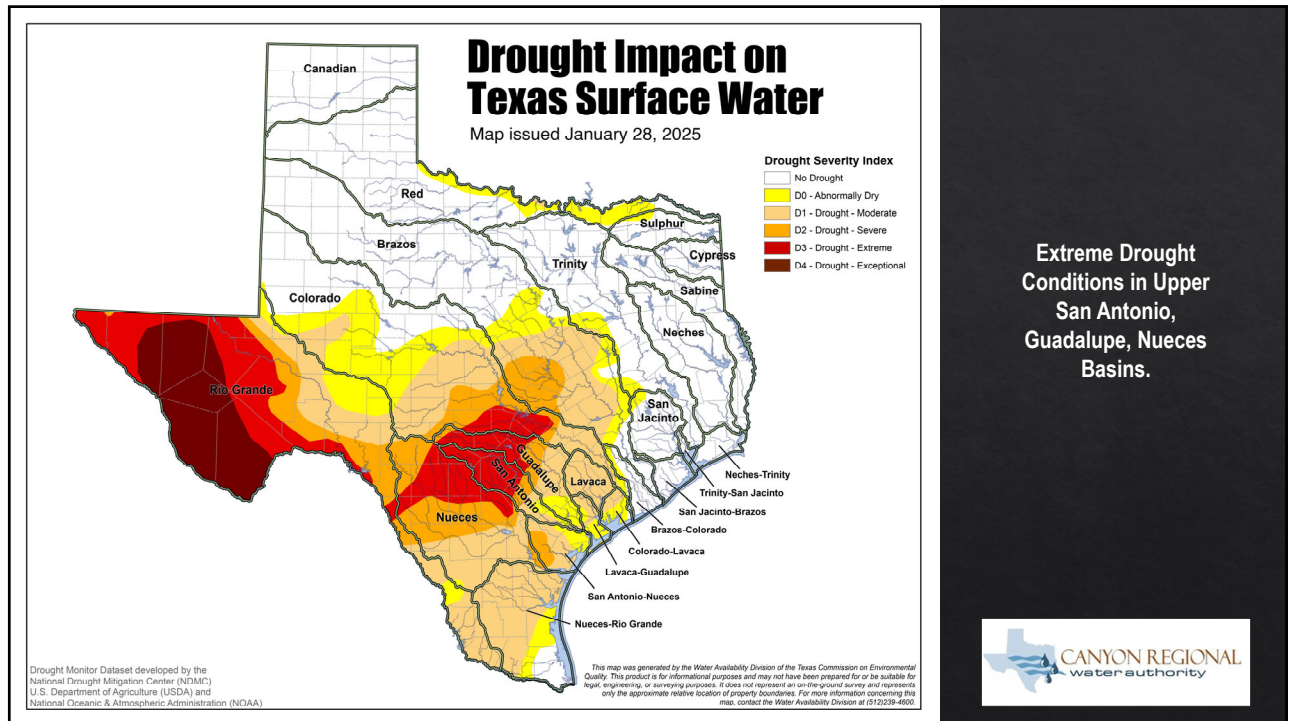 Drought Impact on
Texas Surface Water
Map issued January 28, 2025
Drought Severity Index
No Drought
D0 - Abnormally Dry
D1 - Drought - Moderate
D2 - Drought - Severe
D3 - Drought - Extreme
D4 - Drought - Exceptional
Canadian
Red
Sulphur
Brazos
Cypress
Trinity
Sabine
Colorado
Neches
Rio Grande
San
Jacinto
Guadalupe
San Antonio
Lavaca
Nueces
Neches-Trinity
Trinity-San Jacinto
San Jacinto-Brazos
Brazos-Colorado
Colorado-Lavaca
Lavaca-Guadalupe
San Antonio-Nueces
Nueces-Rio Grande
Drought Monitor Dataset developed by the
National Drought Mitigation Center (NDMC)
U.S. Department of Agriculture (USDA) and
National Oceanic & Atmospheric Administration (NOAA)
This map was generated by the Water Availability Division of the Texas Commission on Environmental
Quality. This product is for informational purposes and may not have been prepared for or be suitable for
legal, engineering, or surveying purposes. It does not represent an on-the-ground survey and represents
only the approximate relative location of property boundaries. For more information concerning this
map, contact the Water Availability Division at (512)239-4600.
Extreme Drought
Conditions in Upper
San Antonio,
Guadalupe, Nueces
Basins.
CANYON REGIONAL
water authority